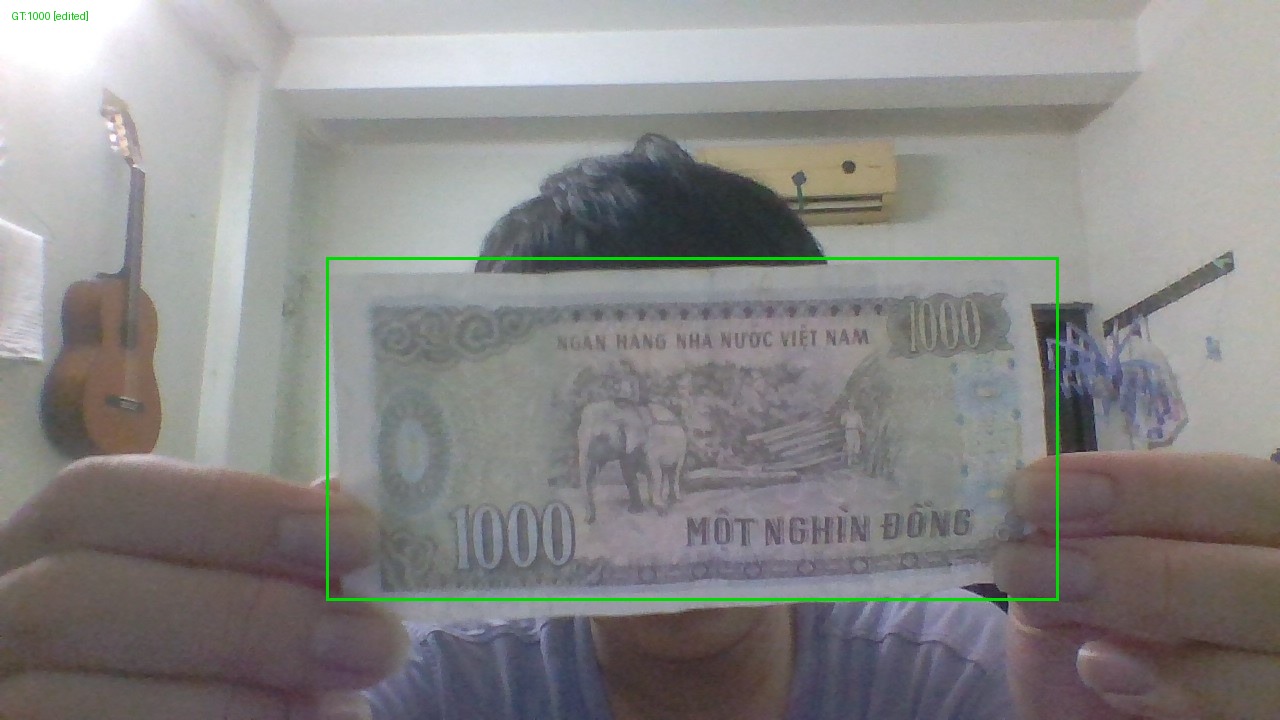 GT:1000 [edited]
NGAN HANG NHA NƯỚC VIỆT NAM
1000
1000
MỘT NGHÌN ĐỒNG